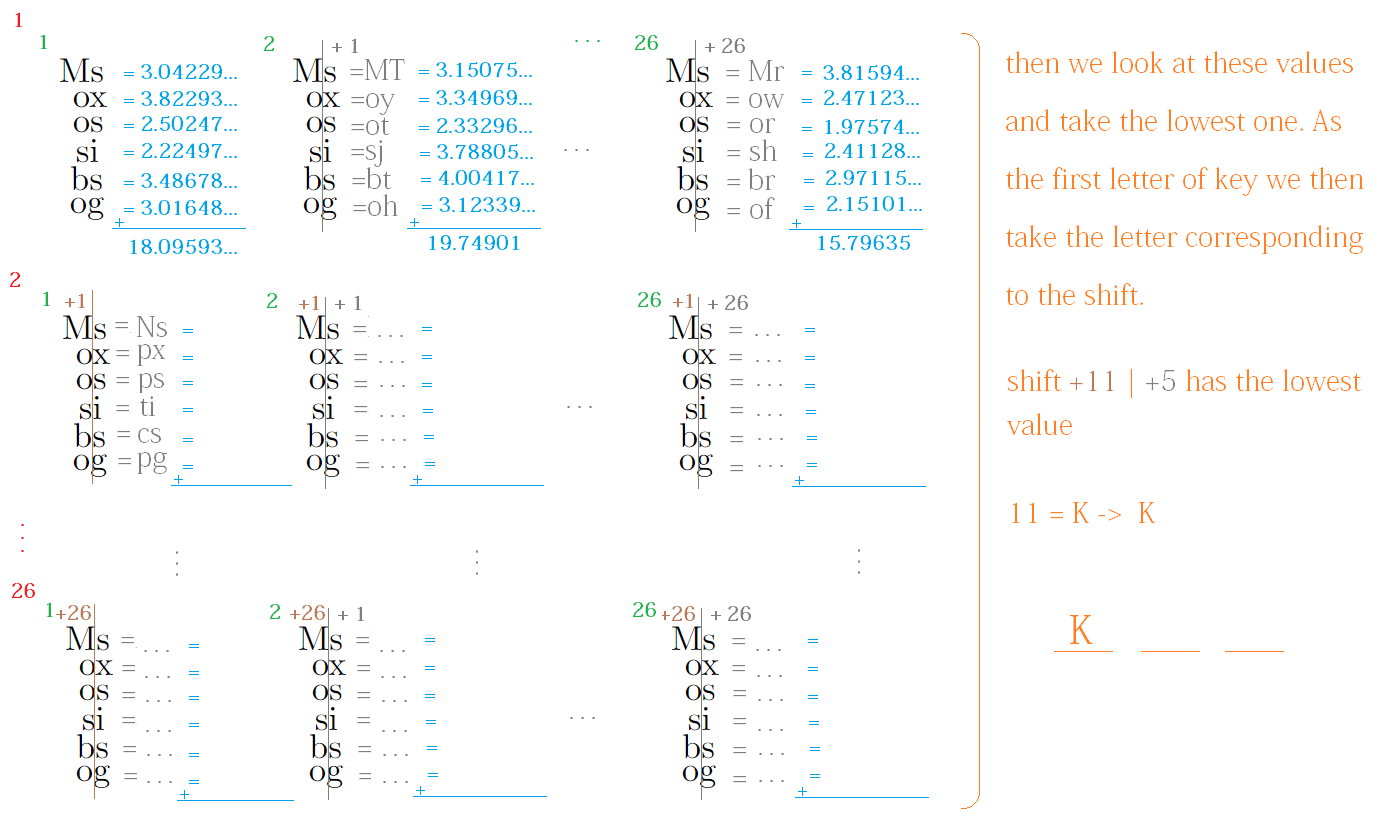 1
1 2 + 1 ... 26 + 26
Ms = 3.04229... Ms =MT = 3.15075... Ms = Mr = 3.81594...
ox = 3.82293... ox =oy = 3.34969... ox = ow = 2.47123...
os = 2.50247... os =ot = 2.33296... os = or = 1.97574...
si = 2.22497... si =sj = 3.78805... ... si = sh = 2.41128...
bs = 3.48678... bs =bt = 4.00417... bs = br = 2.97115...
og = 3.01648... og =oh = 3.12339... og = of = 2.15101...
+ + +
18.09593... 19.74901 15.79635
2
1 +1 2 +1 + 1 26 +1 + 26
Ms = Ns = Ms = ... = Ms = ... =
ox = px = ox = ... = ox = ... =
os = ps = os = ... = os = ... =
si = ti = si = ... = ... si = ... =
bs = cs = bs = ... = bs = ... =
og = pg = og = ... = og = ... =
+ + +
⋮ ⋮ ⋮ ⋮
26
1 +26 2 +26 + 1 26 +26 + 26
Ms = ... = Ms = ... = Ms = ... =
ox = ... = ox = ... = ox = ... =
os = ... = os = ... = os = ... =
si = ... = si = ... = ... si = ... =
bs = ... = bs = ... = bs = ... =
og = ... = og = ... = og = ... =
+ + +
then we look at these values
and take the lowest one. As
the first letter of key we then
take the letter corresponding
to the shift.
shift +11 | +5 has the lowest
value
11 = K -> K
K